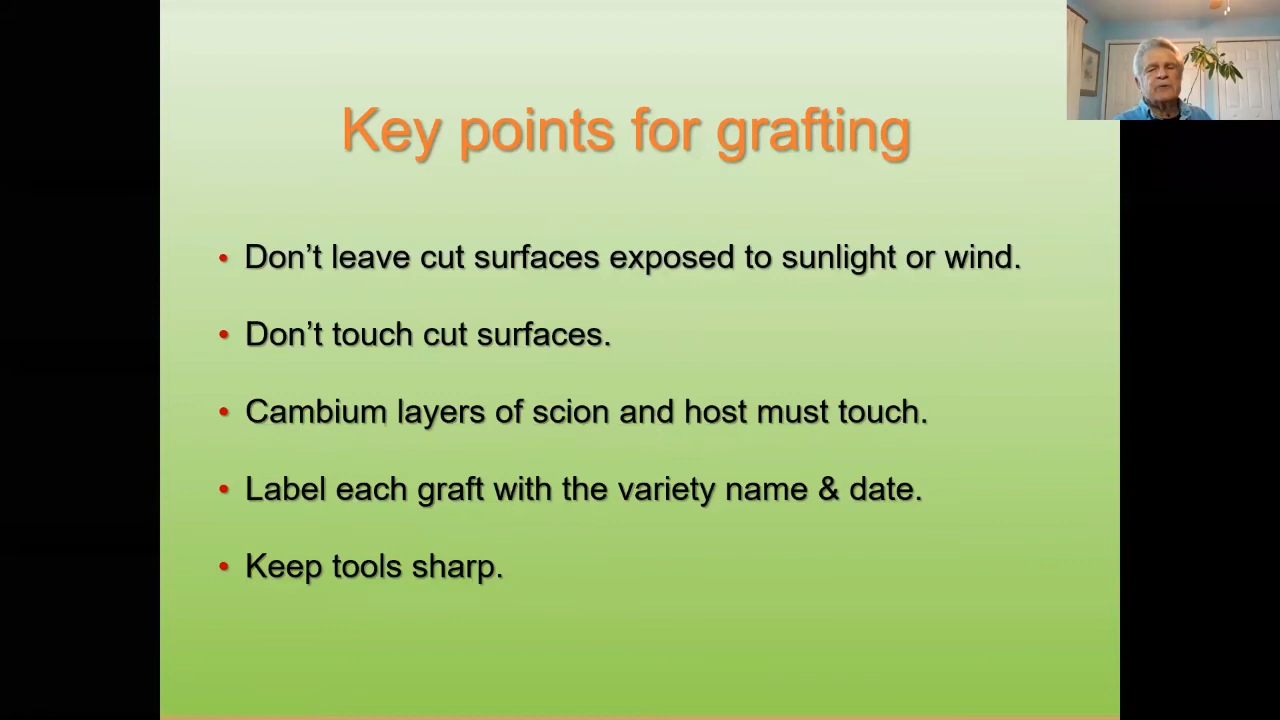 Key points for grafting
• Don’t leave cut surfaces exposed to sunlight or wind.
• Don’t touch cut surfaces.
• Cambium layers of scion and host must touch.
• Label each graft with the variety name & date.
• Keep tools sharp.